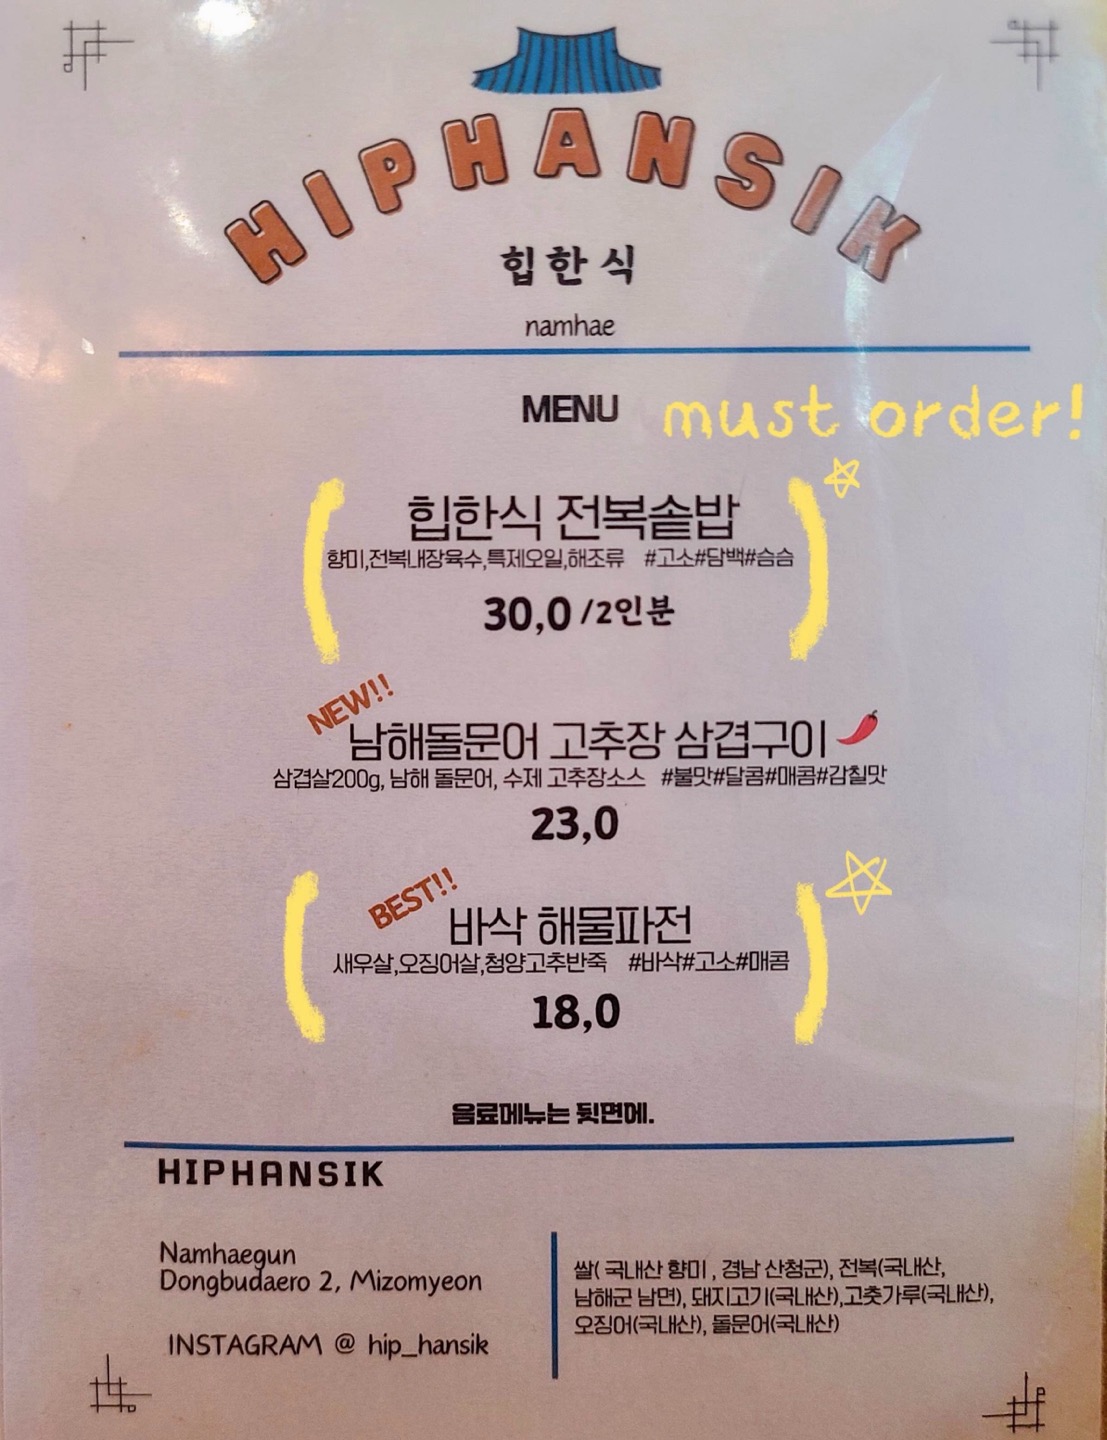 HIPHANSIK
힙한식
namhae
MENU
must order!
힙한식 전복솥밥
향미,전복내장육수,특제오일,해조류 #고소#담백#슴슴
30,0 /2인분
NEW!!
남해돌문어 고추장 삼겹구이
삼겹살200g, 남해 돌문어, 수제 고추장소스 #불맛#달콤#매콤#감칠맛
23,0
BEST!!
바삭 해물파전
새우살,오징어살,청양고추반죽 #바삭#고소#매콤
18,0
음료메뉴는 뒷면에.
HIPHANSIK
Namhaegun
Dongbudaero 2, Mizomyeon
INSTAGRAM @ hip_hansik
쌀( 국내산 향미 , 경남 산청군), 전복(국내산,
남해군 남면), 돼지고기(국내산),고춧가루(국내산),
오징어(국내산), 돌문어(국내산)